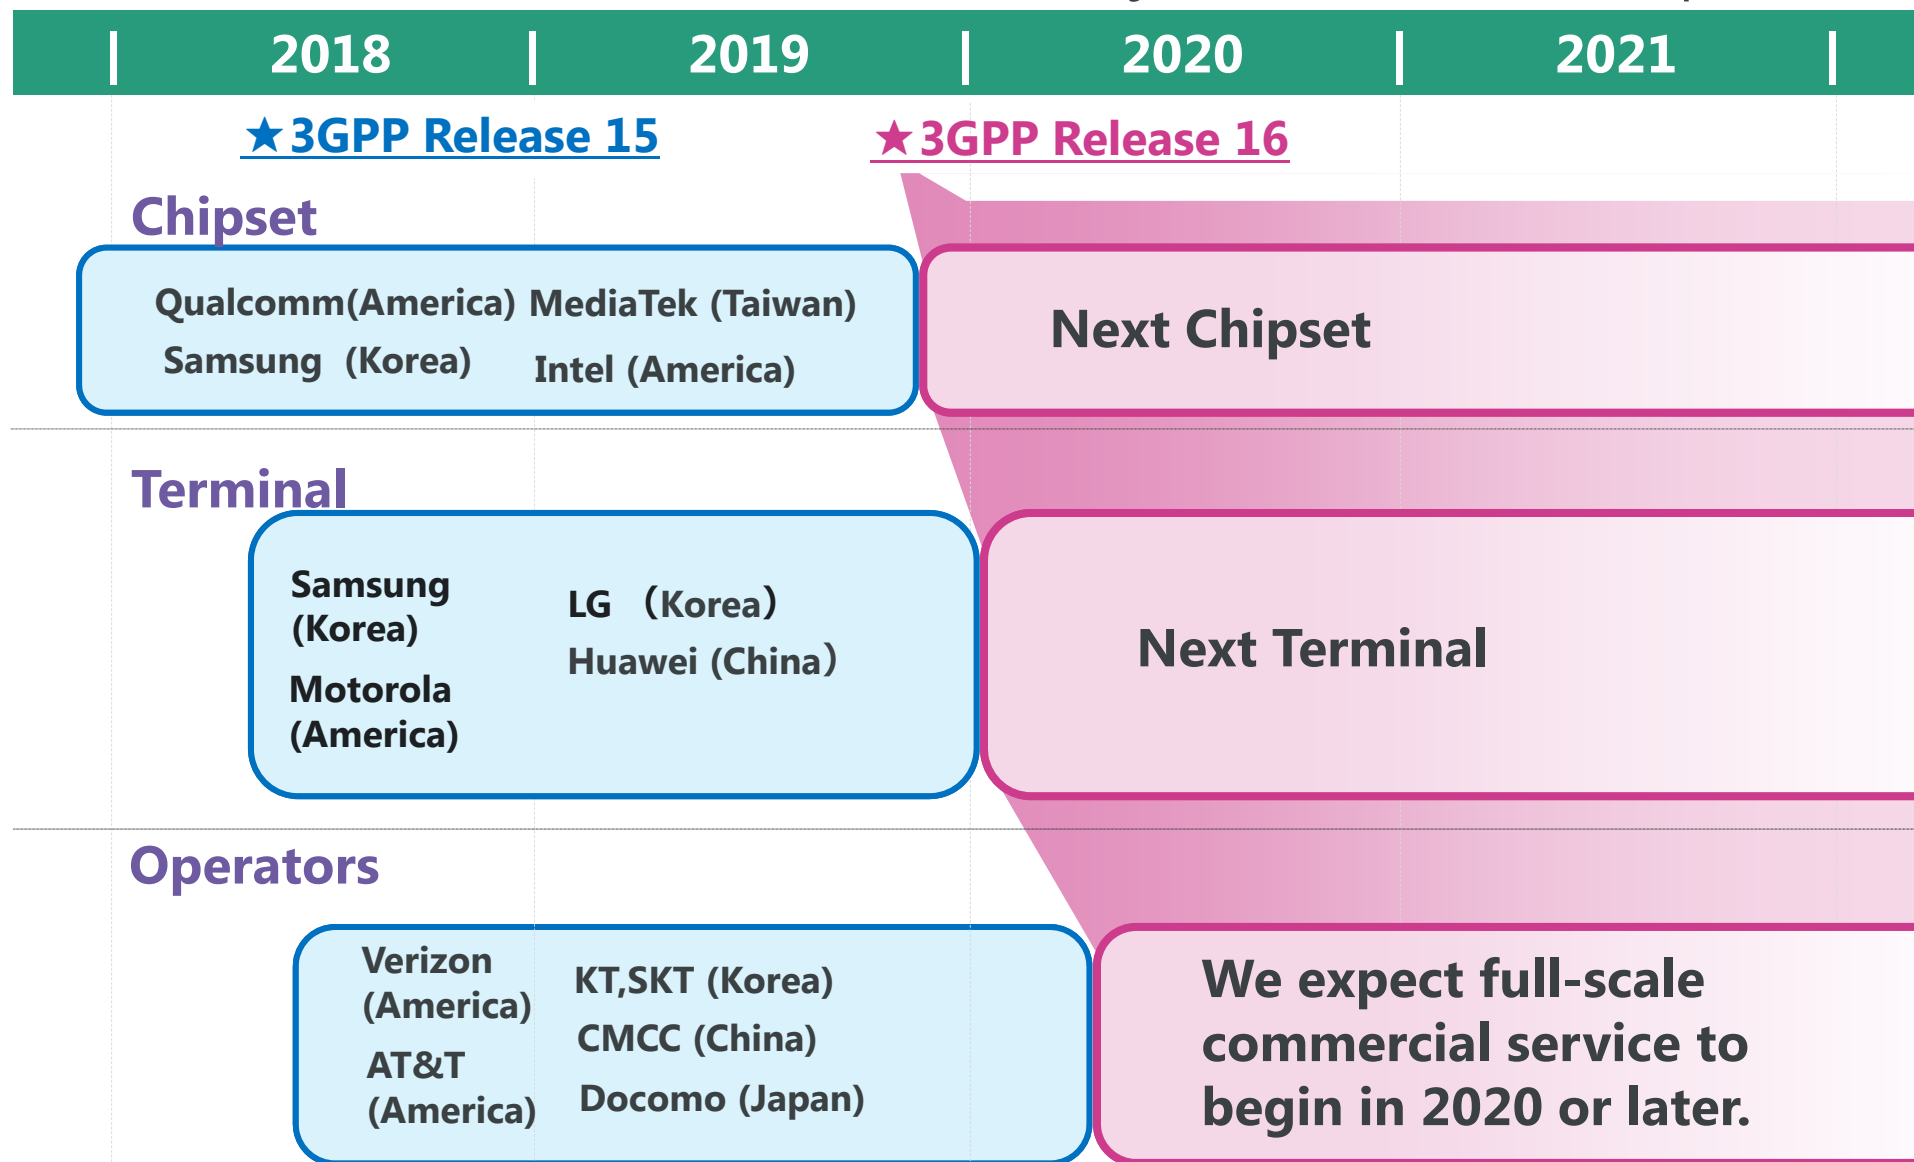 2018 2019 2020 2021
★3GPP Release 15 ★3GPP Release 16
Chipset
Qualcomm(America) MediaTek (Taiwan)
Samsung (Korea) Intel (America)
Next Chipset
Terminal
Samsung
(Korea)
Motorola
(America)
LG （Korea）
Huawei (China）
Next Terminal
Operators
Verizon
(America)
AT&T
(America)
KT,SKT (Korea)
CMCC (China)
Docomo (Japan)
We expect full-scale
commercial service to
begin in 2020 or later.